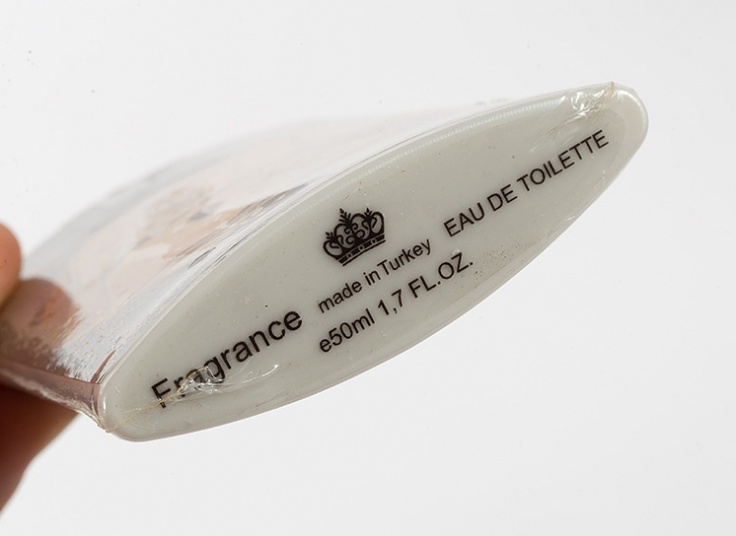 Fragrance
made in Turkey
e50ml 1,7 FL.OZ.
EAU DE TOILETTE